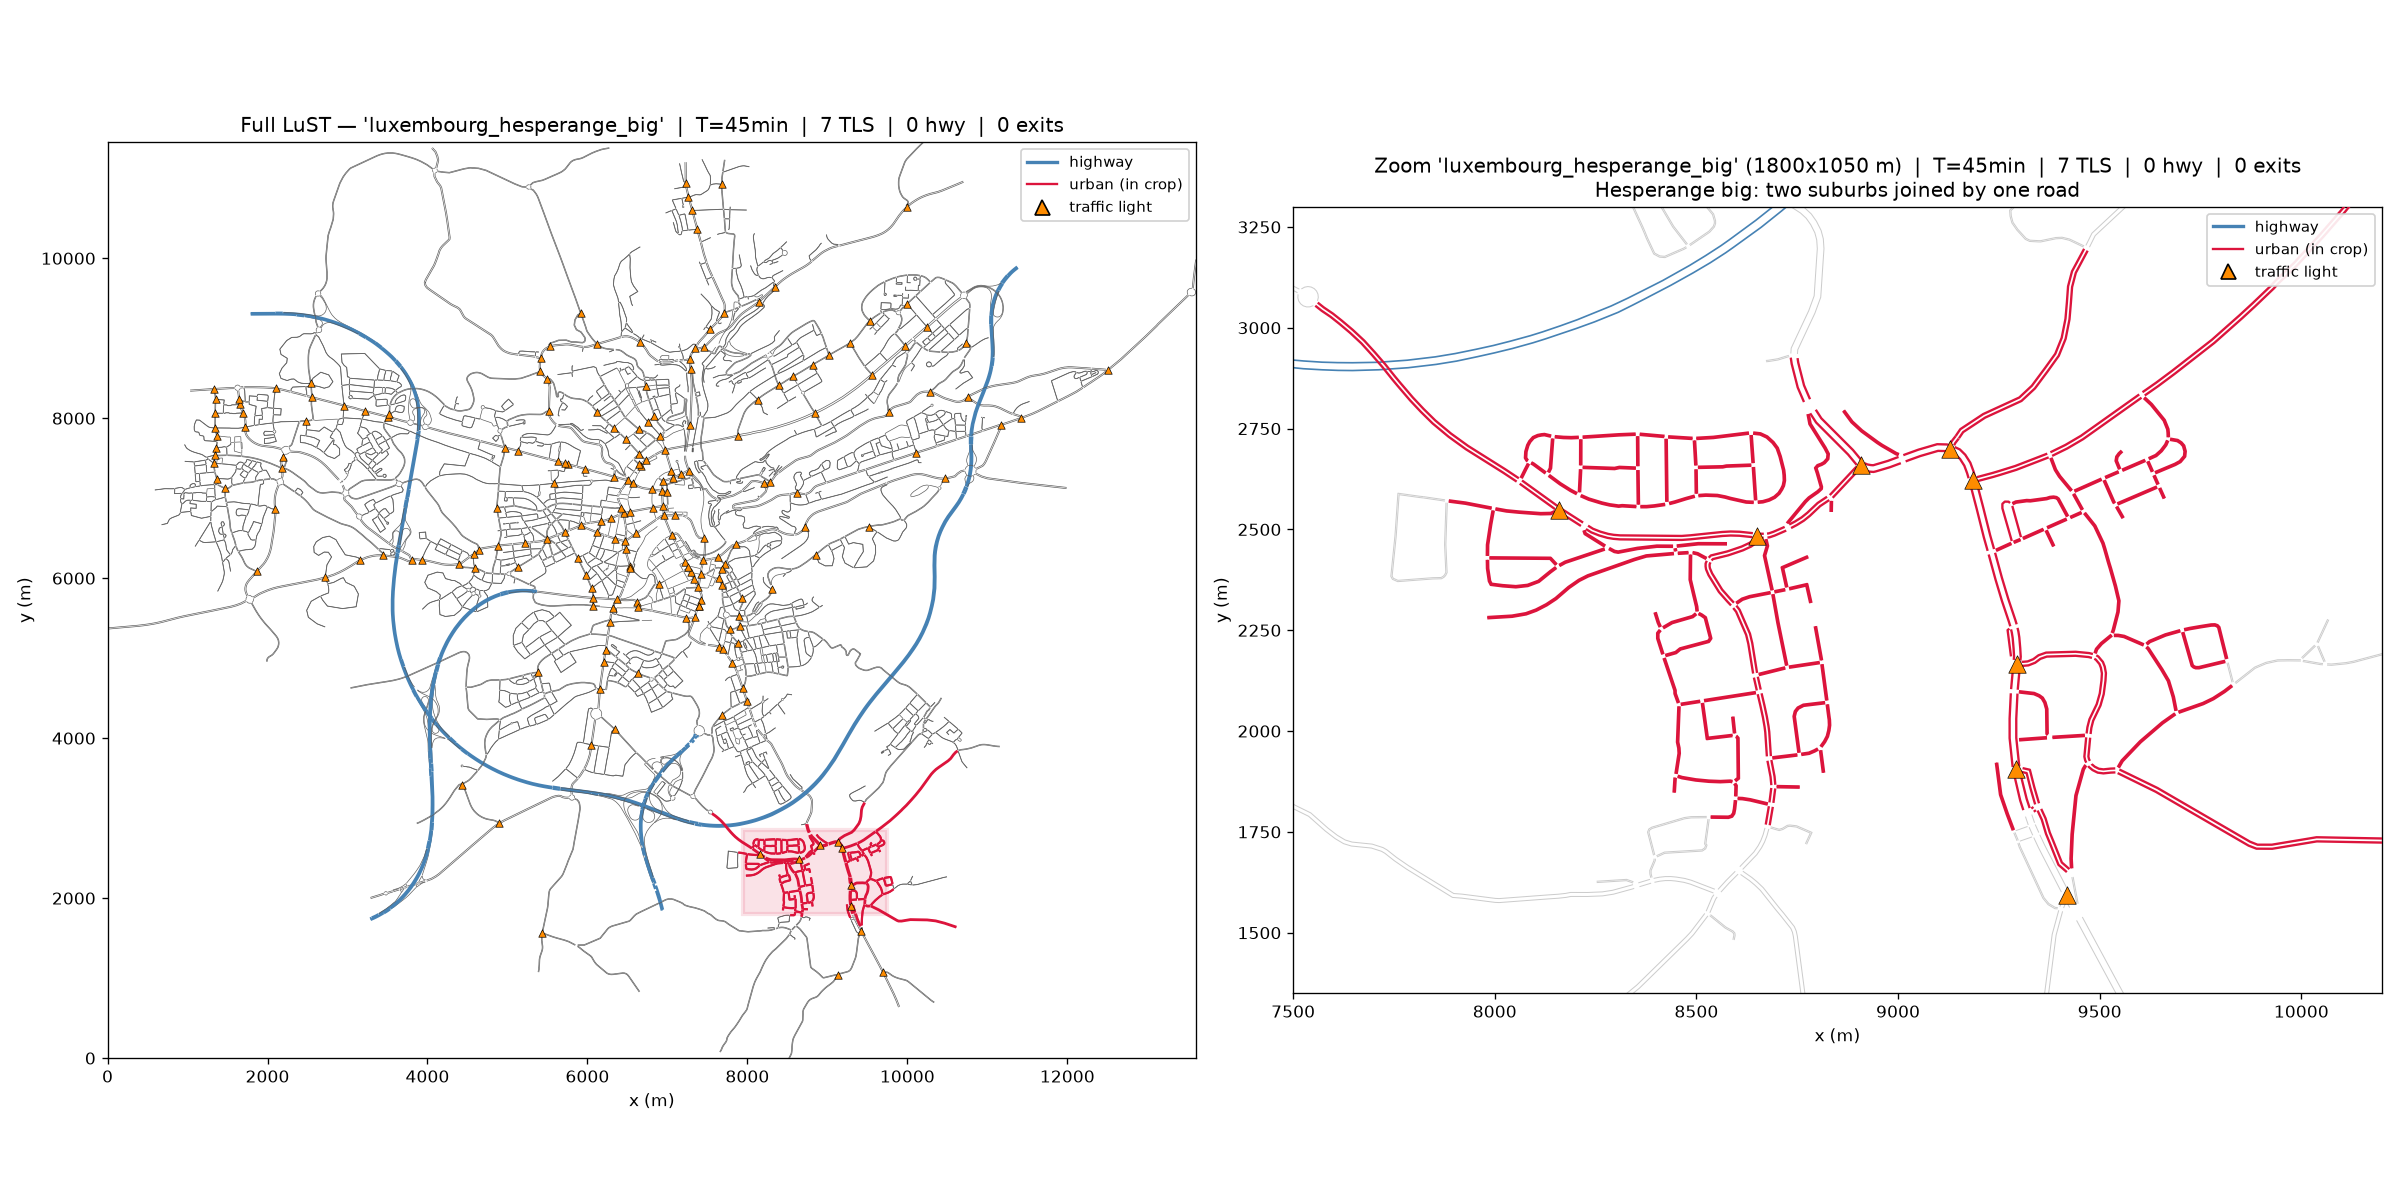 Full LuST — 'luxembourg_hesperange_big' | T=45min | 7 TLS | 0 hwy | 0 exits
highway
urban (in crop)
traffic light
10000
8000
6000
4000
2000
0
y (m)
0 2000 4000 6000 8000 10000 12000
x (m)
Zoom 'luxembourg_hesperange_big' (1800x1050 m) | T=45min | 7 TLS | 0 hwy | 0 exits
Hesperange big: two suburbs joined by one road
highway
urban (in crop)
traffic light
3250
3000
2750
2500
2250
2000
1750
1500
y (m)
7500 8000 8500 9000 9500 10000
x (m)